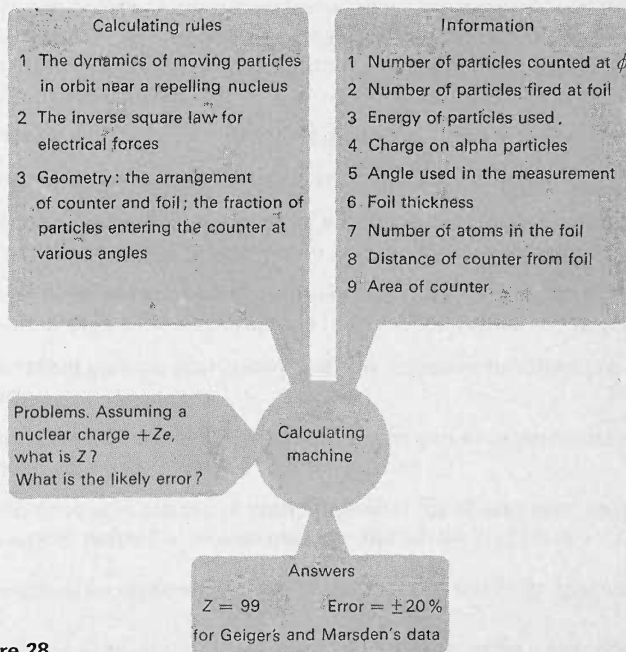 Calculating rules
1 The dynamics of moving particles
in orbit near a repelling nucleus
2 The inverse square law for
electrical forces
3 Geometry: the arrangement
of counter and foil; the fraction of
particles entering the counter at
various angles
Information
1 Number of particles counted at ϕ
2 Number of particles fired at foil
3 Energy of particles used.
4 Charge on alpha particles
5 Angle used in the measurement
6 Foil thickness
7 Number of atoms in the foil
8 Distance of counter from foil
9 Area of counter
Problems. Assuming a
nuclear charge +Ze,
what is Z?
What is the likely error?
Calculating
machine
Answers
Z = 99 Error = ±20%
for Geiger's and Marsden's data
28